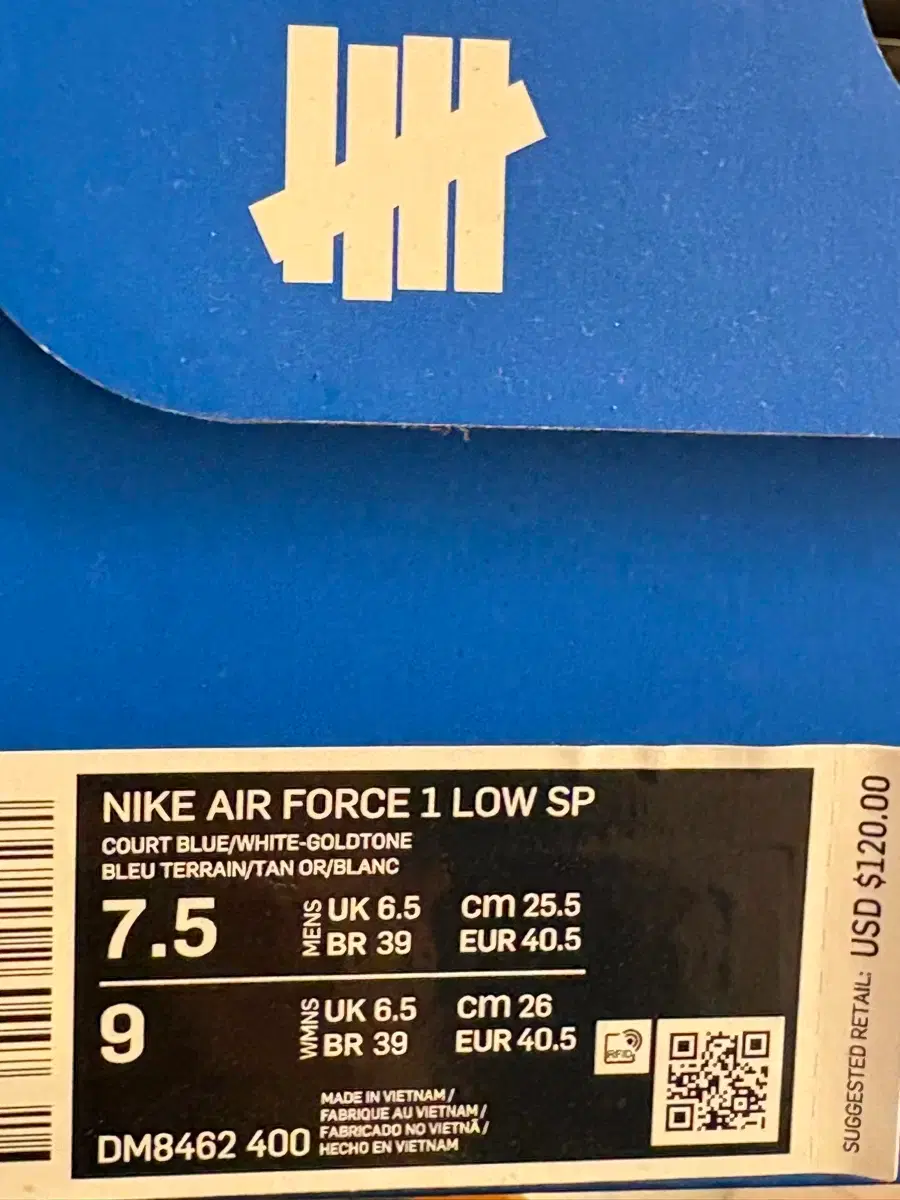 NIKE AIR FORCE 1 LOW SP
COURT BLUE/WHITE-GOLDTONE
BLEU TERRAIN/TAN OR/BLANC
7.5 MENS UK 6.5 cm 25.5
BR 39 EUR 40.5
9 WMNS UK 6.5 cm 26
BR 39 EUR 40.5
RFID
MADE IN VIETNAM /
FABRIQUE AU VIETNAM /
FABRICADO NO VIETNÃ /
HECHO EN VIETNAM
DM8462 400
SUGGESTED RETAIL: USD $120.00